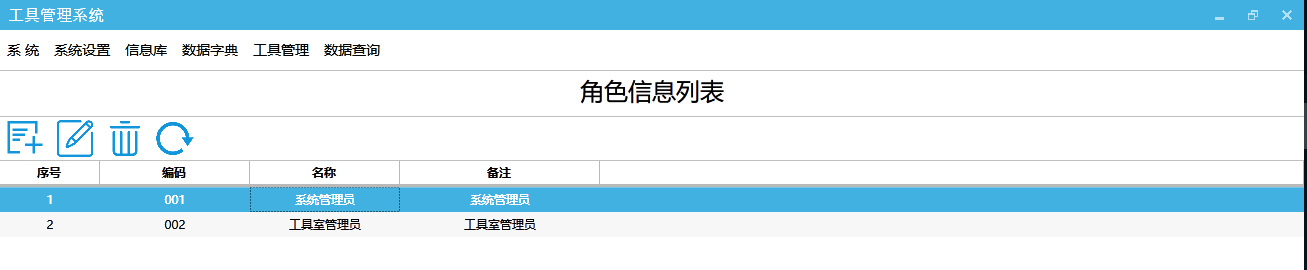 工具管理系统
系 统 系统设置 信息库 数据字典 工具管理 数据查询
角色信息列表
序号 编码 名称 备注
1 001 系统管理员 系统管理员
2 002 工具室管理员 工具室管理员